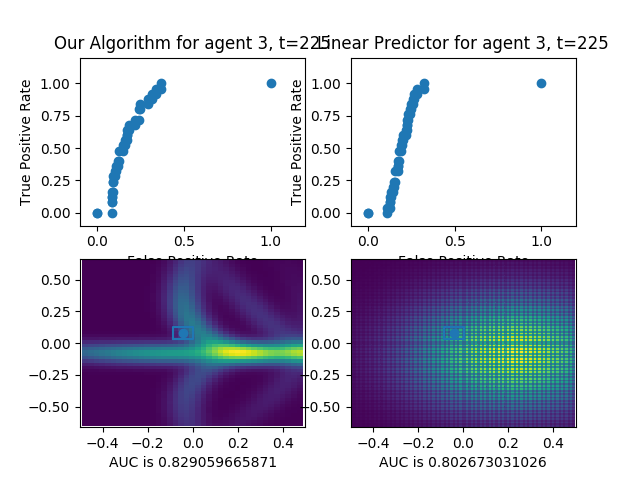 Our Algorithm for agent 3, t=225
Linear Predictor for agent 3, t=225
True Positive Rate
1.00
0.75
0.50
0.25
0.00
0.0 0.5 1.0
False Positive Rate
True Positive Rate
1.00
0.75
0.50
0.25
0.00
0.0 0.5 1.0
False Positive Rate
0.50
0.25
0.00
−0.25
−0.50
−0.4 −0.2 0.0 0.2 0.4
AUC is 0.829059665871
0.50
0.25
0.00
−0.25
−0.50
−0.4 −0.2 0.0 0.2 0.4
AUC is 0.802673031026